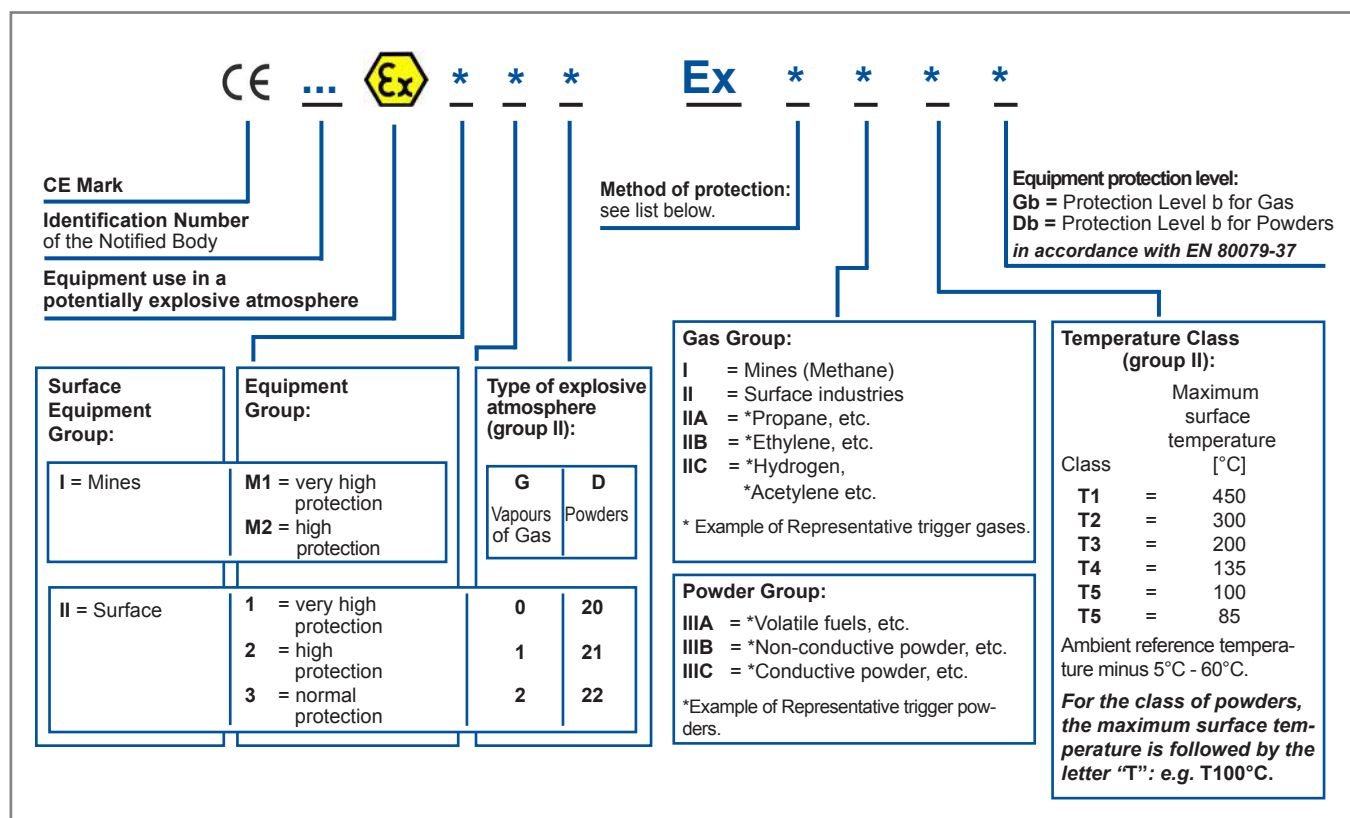 CE ... Ex * * * Ex * * * *
CE Mark
Identification Number
of the Notified Body
Equipment use in a
potentially explosive atmosphere
Method of protection:
see list below.
Equipment protection level:
Gb = Protection Level b for Gas
Db = Protection Level b for Powders
in accordance with EN 80079-37
Surface
Equipment
Group:
Equipment
Group:
Type of explosive
atmosphere
(group II):
I = Mines
M1 = very high
protection
M2 = high
protection
G D
Vapours Powders
of Gas
II = Surface
1 = very high
protection
0 20
2 = high
protection
1 21
3 = normal
protection
2 22
Gas Group:
I = Mines (Methane)
II = Surface industries
IIA = *Propane, etc.
IIB = *Ethylene, etc.
IIC = *Hydrogen,
*Acetylene etc.
* Example of Representative trigger gases.
Powder Group:
IIIA = *Volatile fuels, etc.
IIIB = *Non-conductive powder, etc.
IIIC = *Conductive powder, etc.
*Example of Representative trigger pow-
ders.
Temperature Class
(group II):
Maximum
surface
temperature
Class [°C]
T1 = 450
T2 = 300
T3 = 200
T4 = 135
T5 = 100
T5 = 85
Ambient reference tempera-
ture minus 5°C - 60°C.
For the class of powders,
the maximum surface tem-
perature is followed by the
letter “T”: e.g. T100°C.